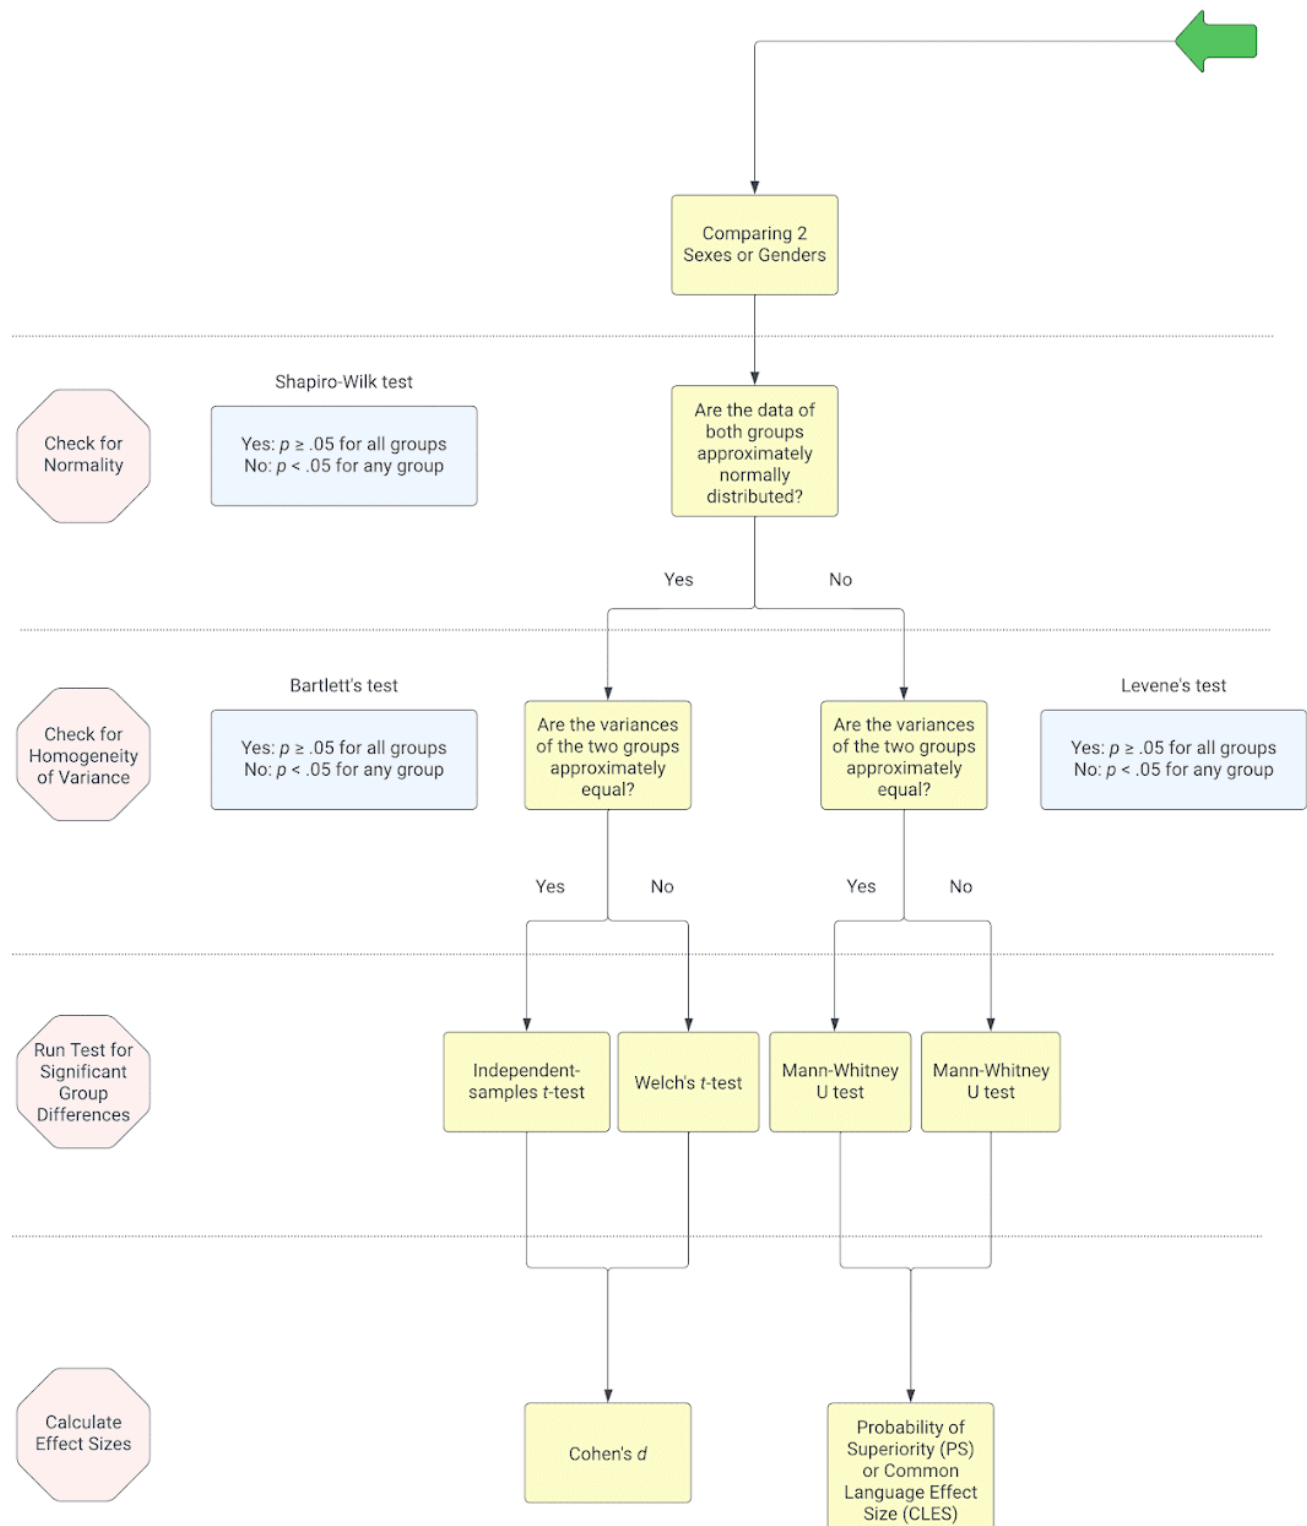 Comparing 2
Sexes or Genders
Shapiro-Wilk test
Check for
Normality
Yes: p ≥ .05 for all groups
No: p < .05 for any group
Are the data of
both groups
approximately
normally
distributed?
Yes
No
Bartlett's test
Levene's test
Check for
Homogeneity
of Variance
Yes: p ≥ .05 for all groups
No: p < .05 for any group
Are the variances
of the two groups
approximately
equal?
Are the variances
of the two groups
approximately
equal?
Yes: p ≥ .05 for all groups
No: p < .05 for any group
Yes
No
Yes
No
Run Test for
Significant
Group
Differences
Independent-
samples t-test
Welch's t-test
Mann-Whitney
U test
Mann-Whitney
U test
Calculate
Effect Sizes
Cohen's d
Probability of
Superiority (PS)
or Common
Language Effect
Size (CLES)